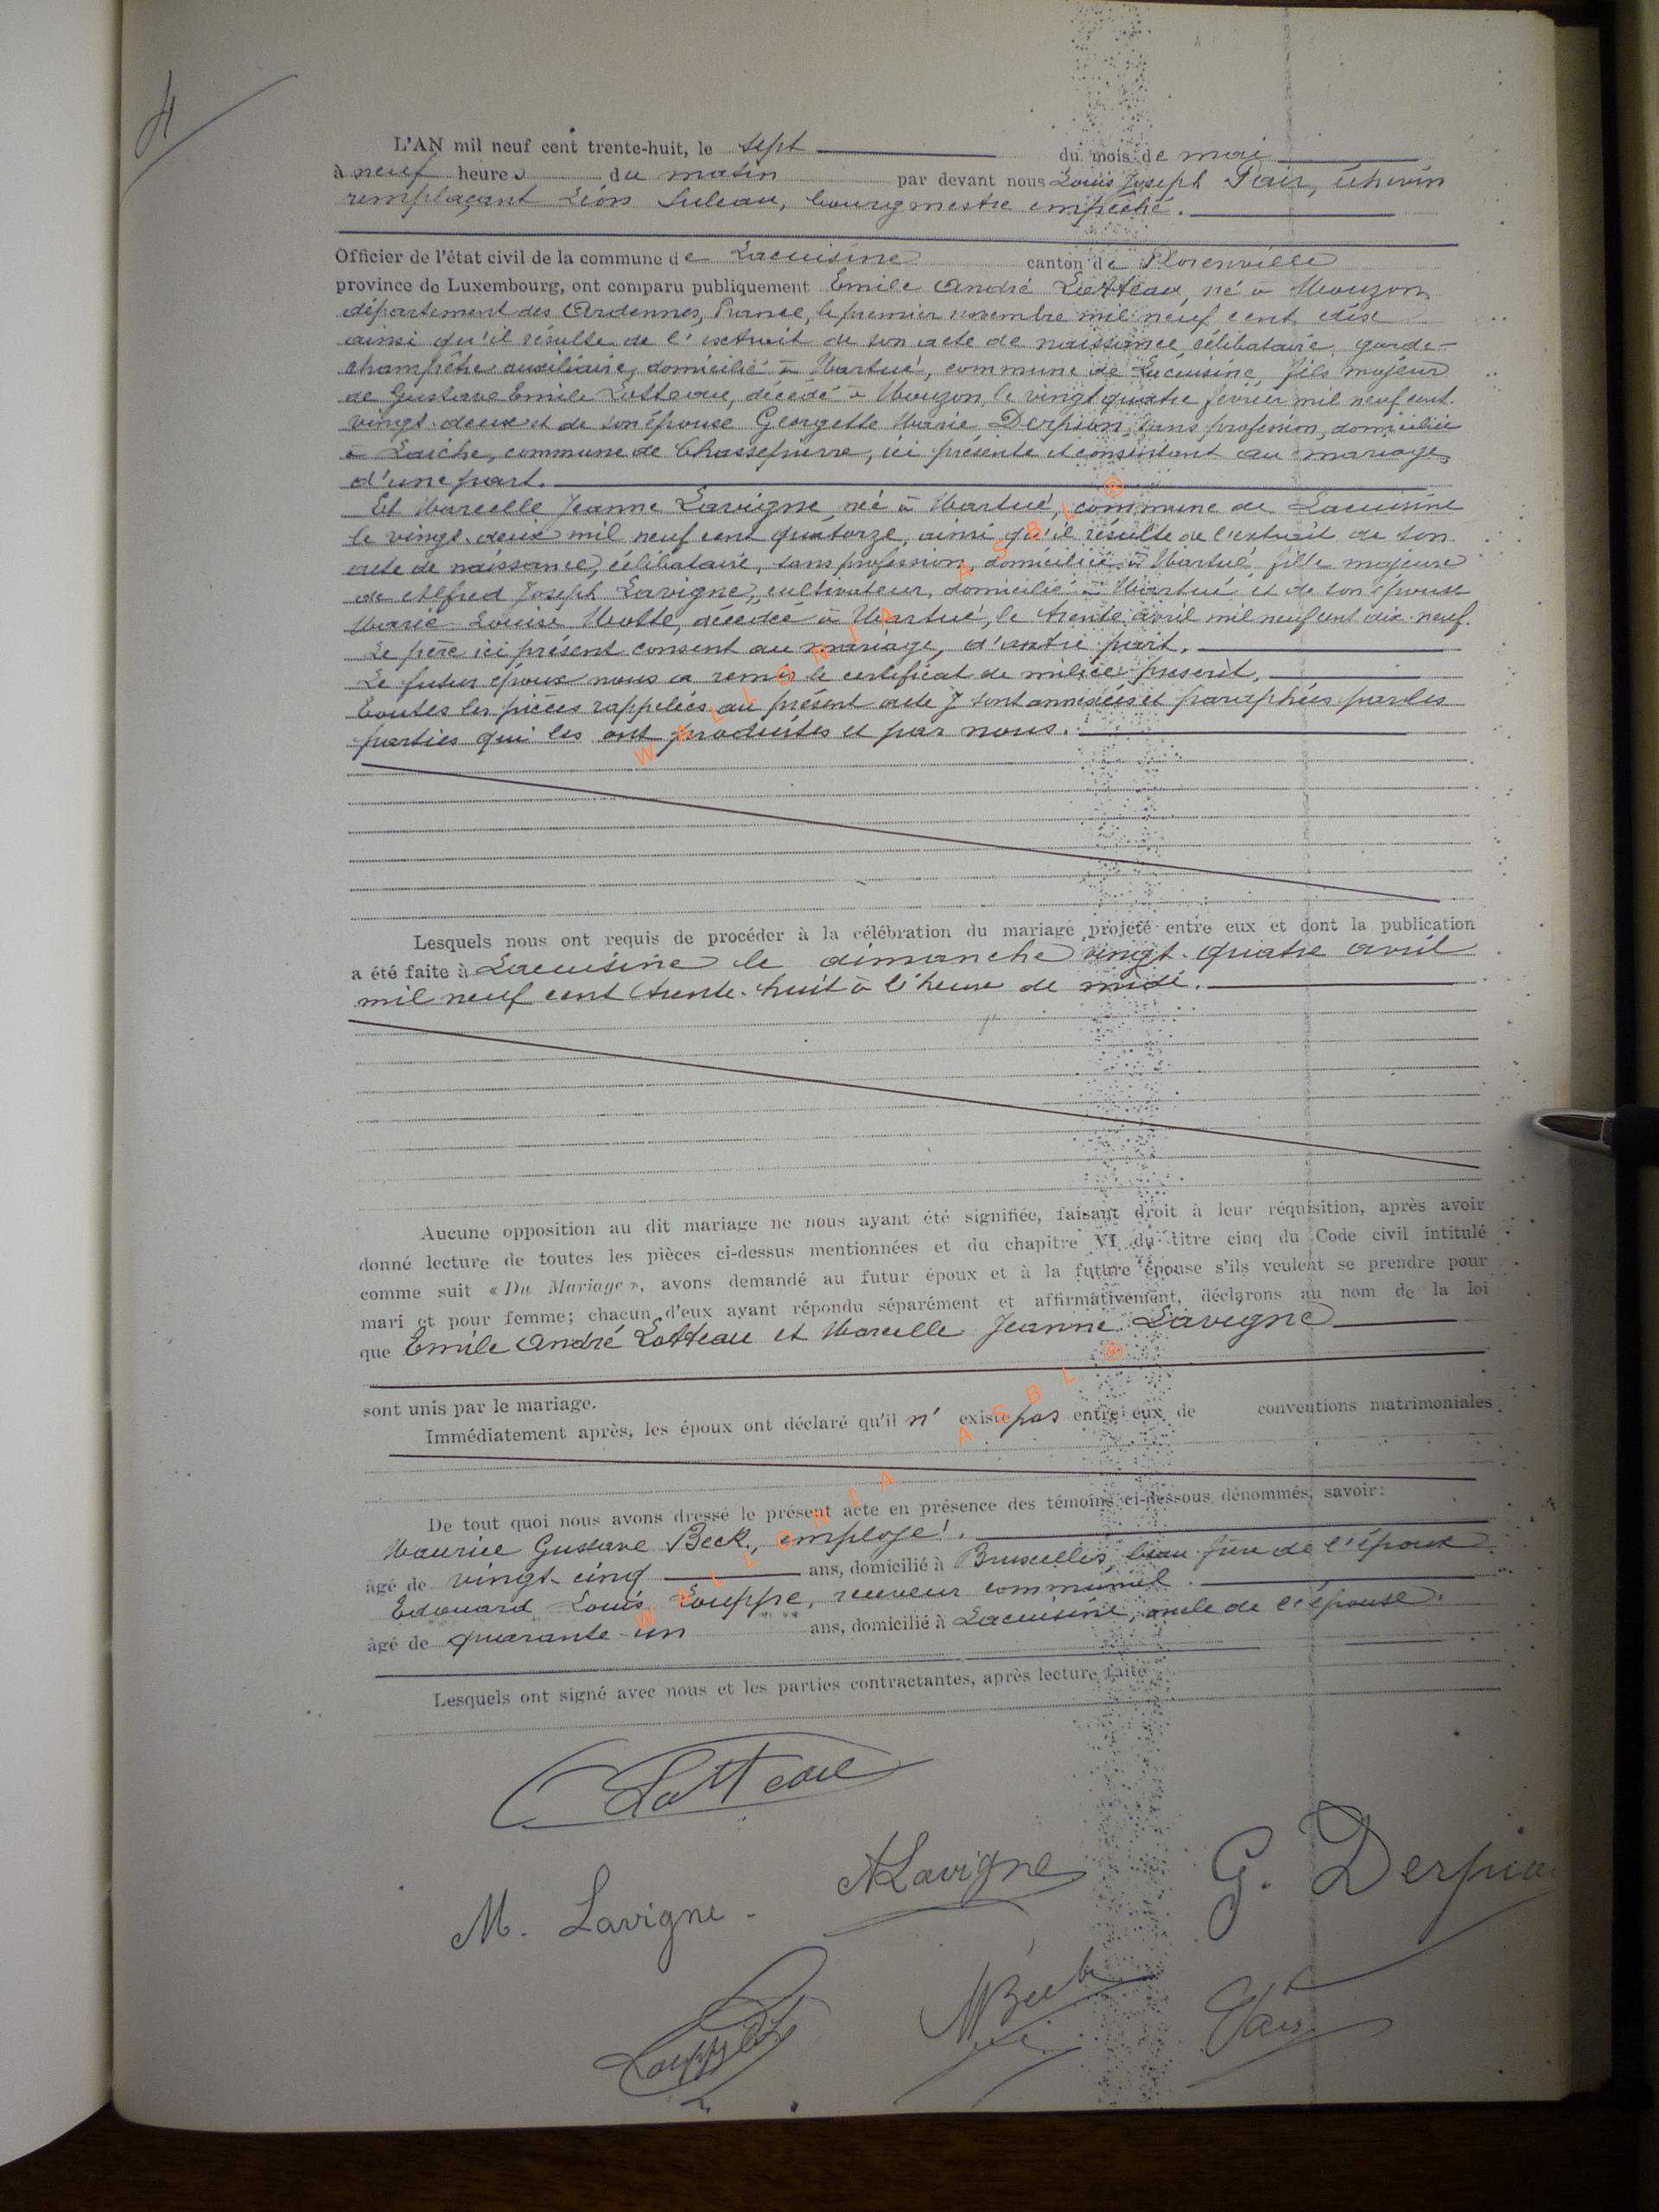 4
L'AN mil neuf cent trente-huit, le sept du mois de mai
à neuf heures du matin par devant nous Louis Joseph Pair, échevin
remplaçant Léon Suleau, bourgmestre empêché.
Officier de l'état civil de la commune de Lacuisine canton de Florenville
province de Luxembourg, ont comparu publiquement Emile André Lotteau, né à Mouzon
département des Ardennes, France, le premier novembre mil neuf cent dix
ainsi qu'il résulte de l'extrait de son acte de naissance, célibataire, garde-
champêtre auxiliaire, domicilié à Martué, commune de Lacuisine, fils majeur
de Gustave Emile Lotteau, décédé à Mouzon, le vingt quatre février mil neuf cent
vingt-deux et de son épouse Georgette Marie Derpion, sans profession, domiciliée
à Laiche, commune de Chassepierre, ici présente et consentant au mariage,
d'une part.
Et Marcelle Jeanne Lavigne, né à Martué, commune de Lacuisine
le vingt-deux mil neuf cent quatorze, ainsi qu'il résulte de l'extrait de son
acte de naissance, célibataire, sans profession, domiciliée à Martué fille majeure
de Alfred Joseph Lavigne, cultivateur, domicilié à Martué et de son épouse
Marie-Louise Motte, décédée à Martué, le trente avril mil neuf cent dix-neuf.
Le père ici présent consent au mariage, d'autre part.
Le futur époux nous a remis le certificat de milice prescrit.
Toutes les pièces rappelées au présent acte y sont annexées et paraphées par les
parties qui les ont produites et par nous.
Lesquels nous ont requis de procéder à la célébration du mariage projeté entre eux et dont la publication
a été faite à Lacuisine le dimanche vingt-quatre avril
mil neuf cent trente-huit à l'heure de midi.
Aucune opposition au dit mariage ne nous ayant été signifiée, faisant droit à leur réquisition, après avoir
donné lecture de toutes les pièces ci-dessus mentionnées et du chapitre VI du titre cinq du Code civil intitulé
comme suit « Du Mariage », avons demandé au futur époux et à la future épouse s'ils veulent se prendre pour
mari et pour femme; chacun d'eux ayant répondu séparément et affirmativement, déclarons au nom de la loi
que Emile André Lotteau et Marcelle Jeanne Lavigne
sont unis par le mariage.
Immédiatement après, les époux ont déclaré qu'il n'existe pas entre eux de conventions matrimoniales
De tout quoi nous avons dressé le présent acte en présence des témoins ci-dessous dénommés, savoir:
Maurice Gustave Beck, employé.
âgé de vingt-cinq ans, domicilié à Bruxelles, beau-frère de l'époux
Edouard Louis Louppe, receveur communal.
âgé de quarante-un ans, domicilié à Lacuisine, oncle de l'épouse.
Lesquels ont signé avec nous et les parties contractantes, après lecture faite
Lotteau
M. Lavigne
A Lavigne
G. Derpion
Louppe
MBeck
Pair
WALLONIA ASBL ®
WALLONIA ASBL ®